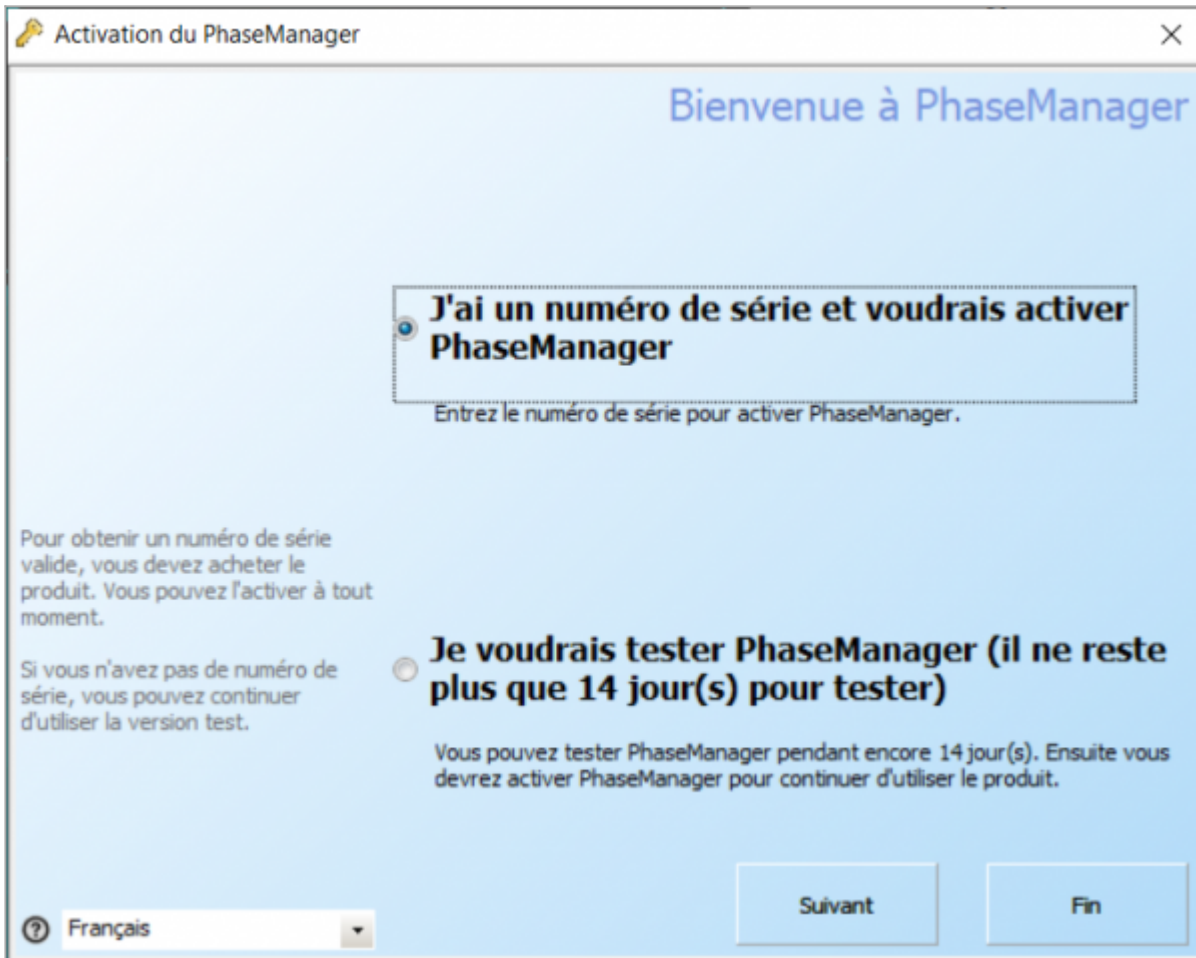 Activation du PhaseManager
Bienvenue à PhaseManager
J'ai un numéro de série et voudrais activer
PhaseManager
Entrez le numéro de série pour activer PhaseManager.
Pour obtenir un numéro de série
valide, vous devez acheter le
produit. Vous pouvez l'activer à tout
moment.
Si vous n'avez pas de numéro de
série, vous pouvez continuer
d'utiliser la version test.
Je voudrais tester PhaseManager (il ne reste
plus que 14 jour(s) pour tester)
Vous pouvez tester PhaseManager pendant encore 14 jour(s). Ensuite vous
devrez activer PhaseManager pour continuer d'utiliser le produit.
Français
Suivant
Fin